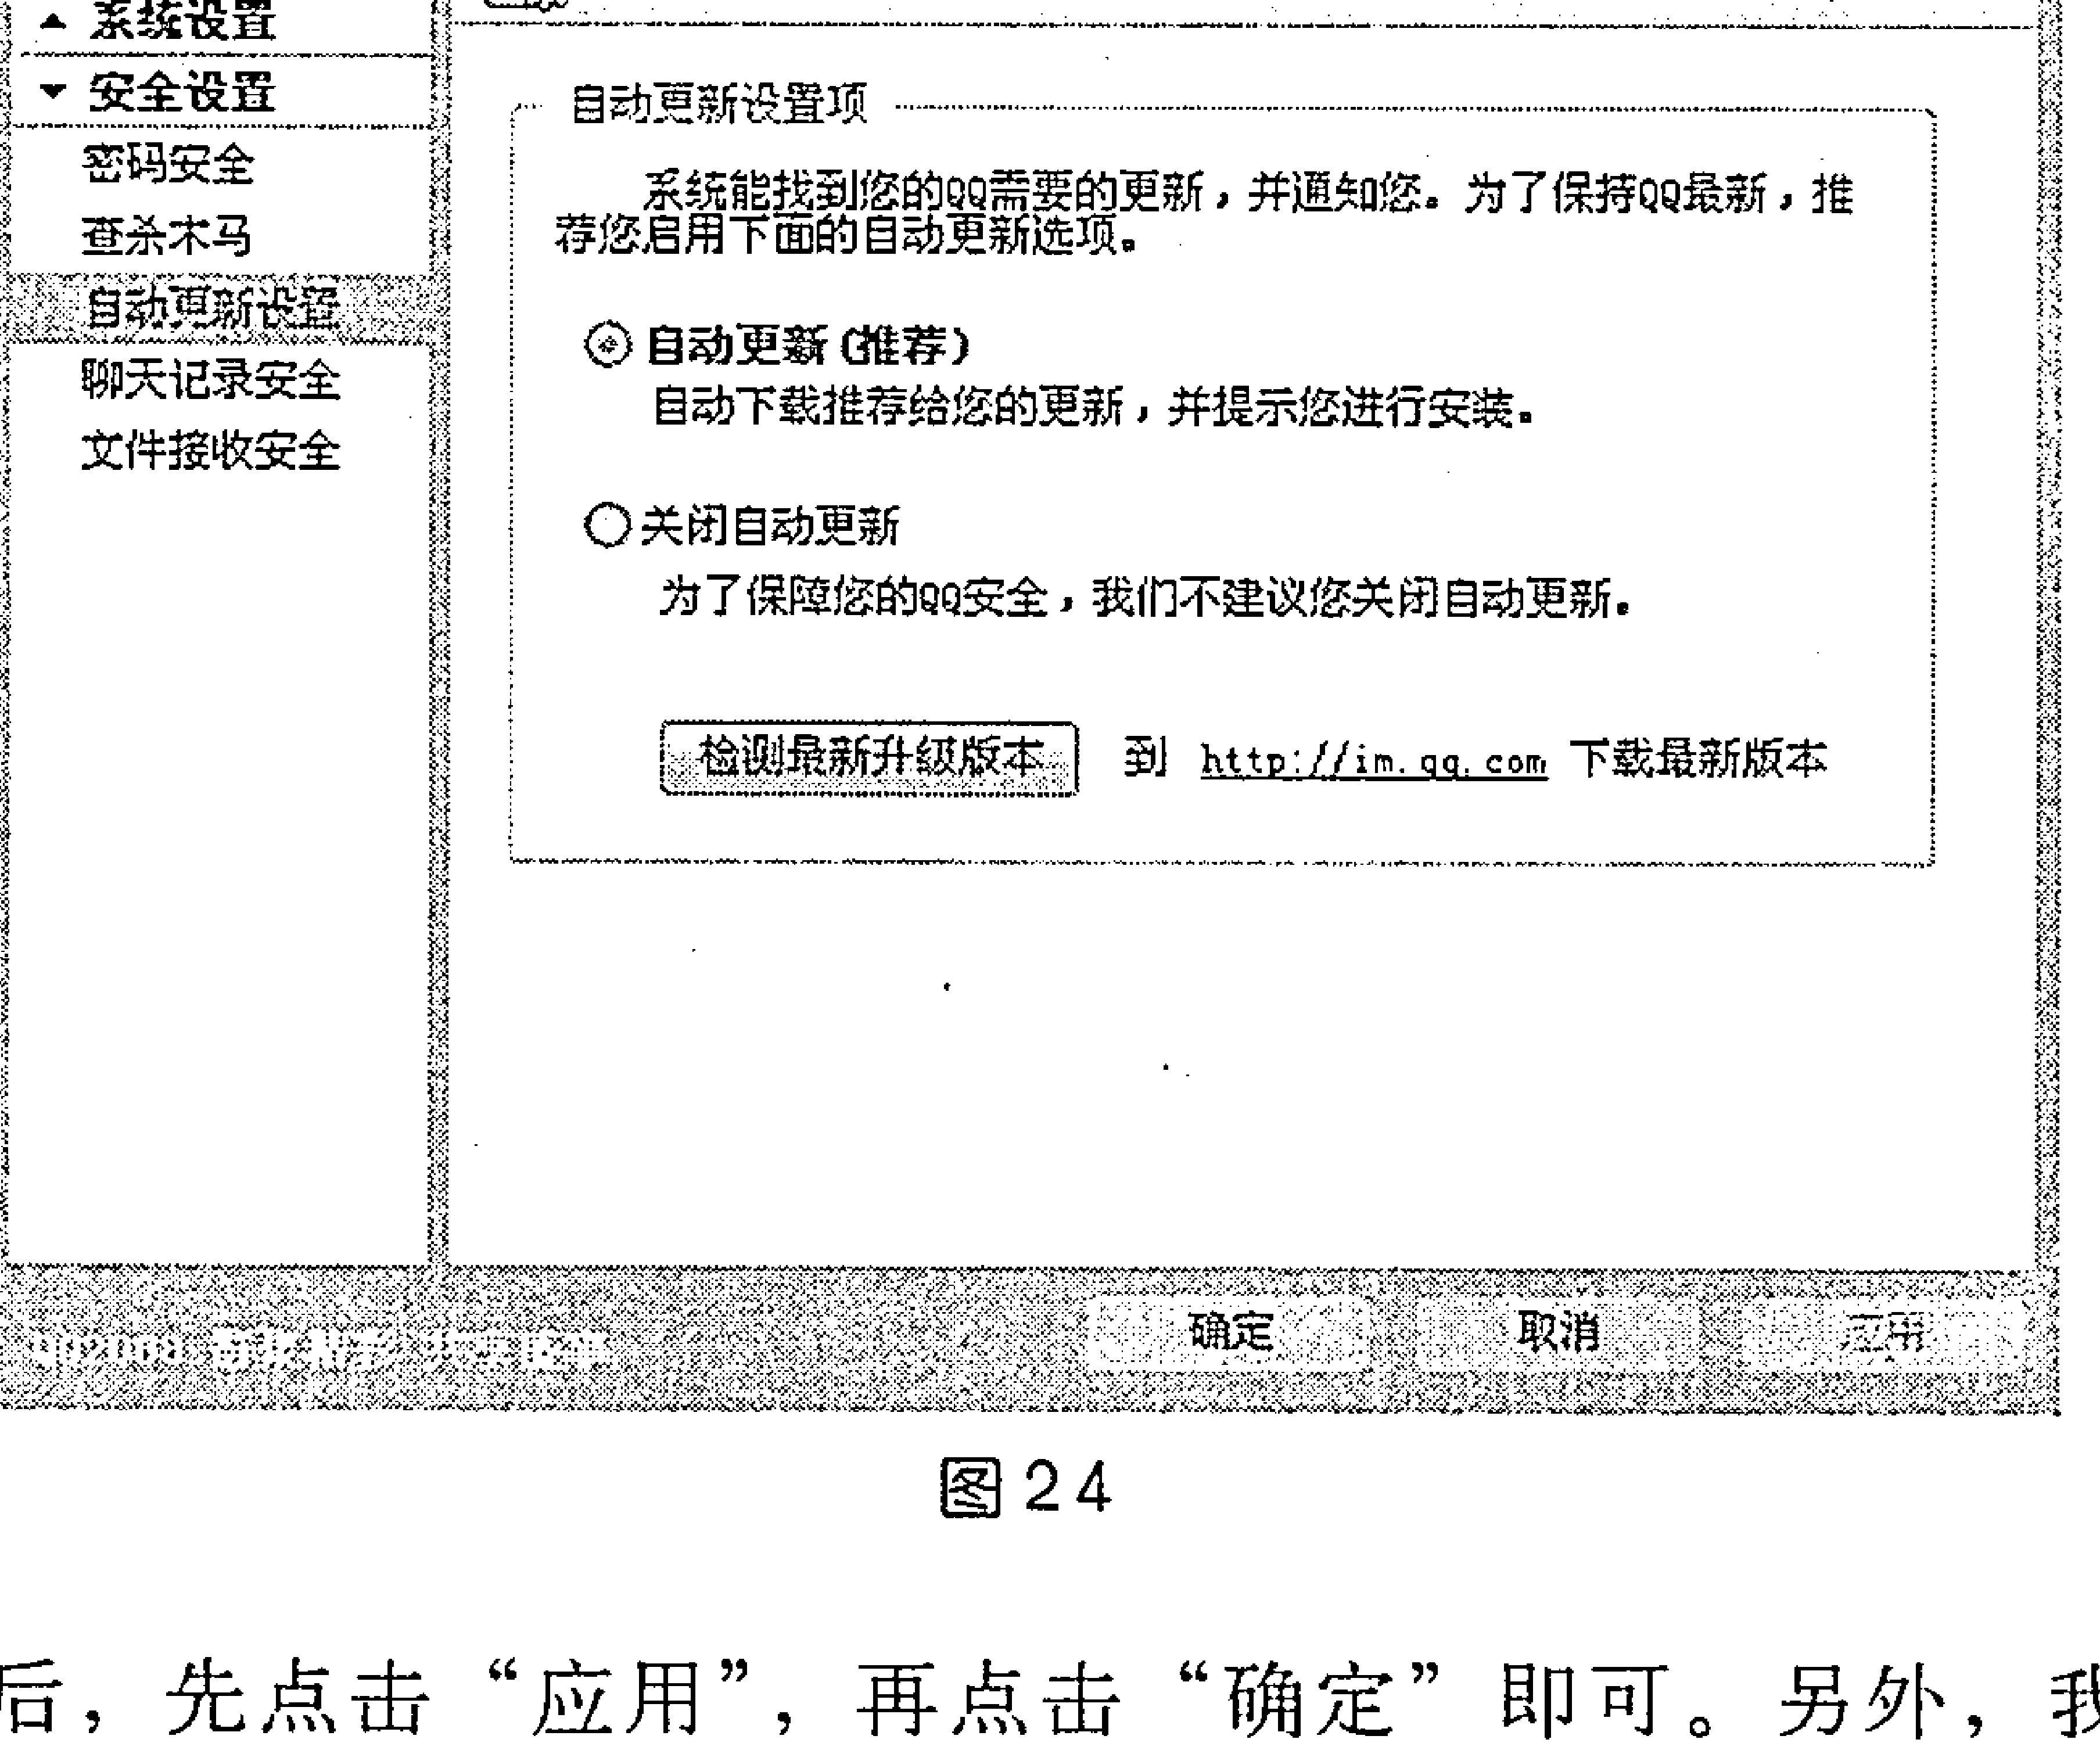 系统设置
安全设置
密码安全
查杀木马
自动更新设置
聊天记录安全
文件接收安全
自动更新设置项
系统能找到您的QQ需要的更新，并通知您。为了保持QQ最新，推
荐您启用下面的自动更新选项。
自动更新(推荐)
自动下载推荐给您的更新，并提示您进行安装。
关闭自动更新
为了保障您的QQ安全，我们不建议您关闭自动更新。
检测最新升级版本 到 http://im.qq.com 下载最新版本
确定 取消 应用
图24
后，先点击“应用”，再点击“确定”即可。另外，我